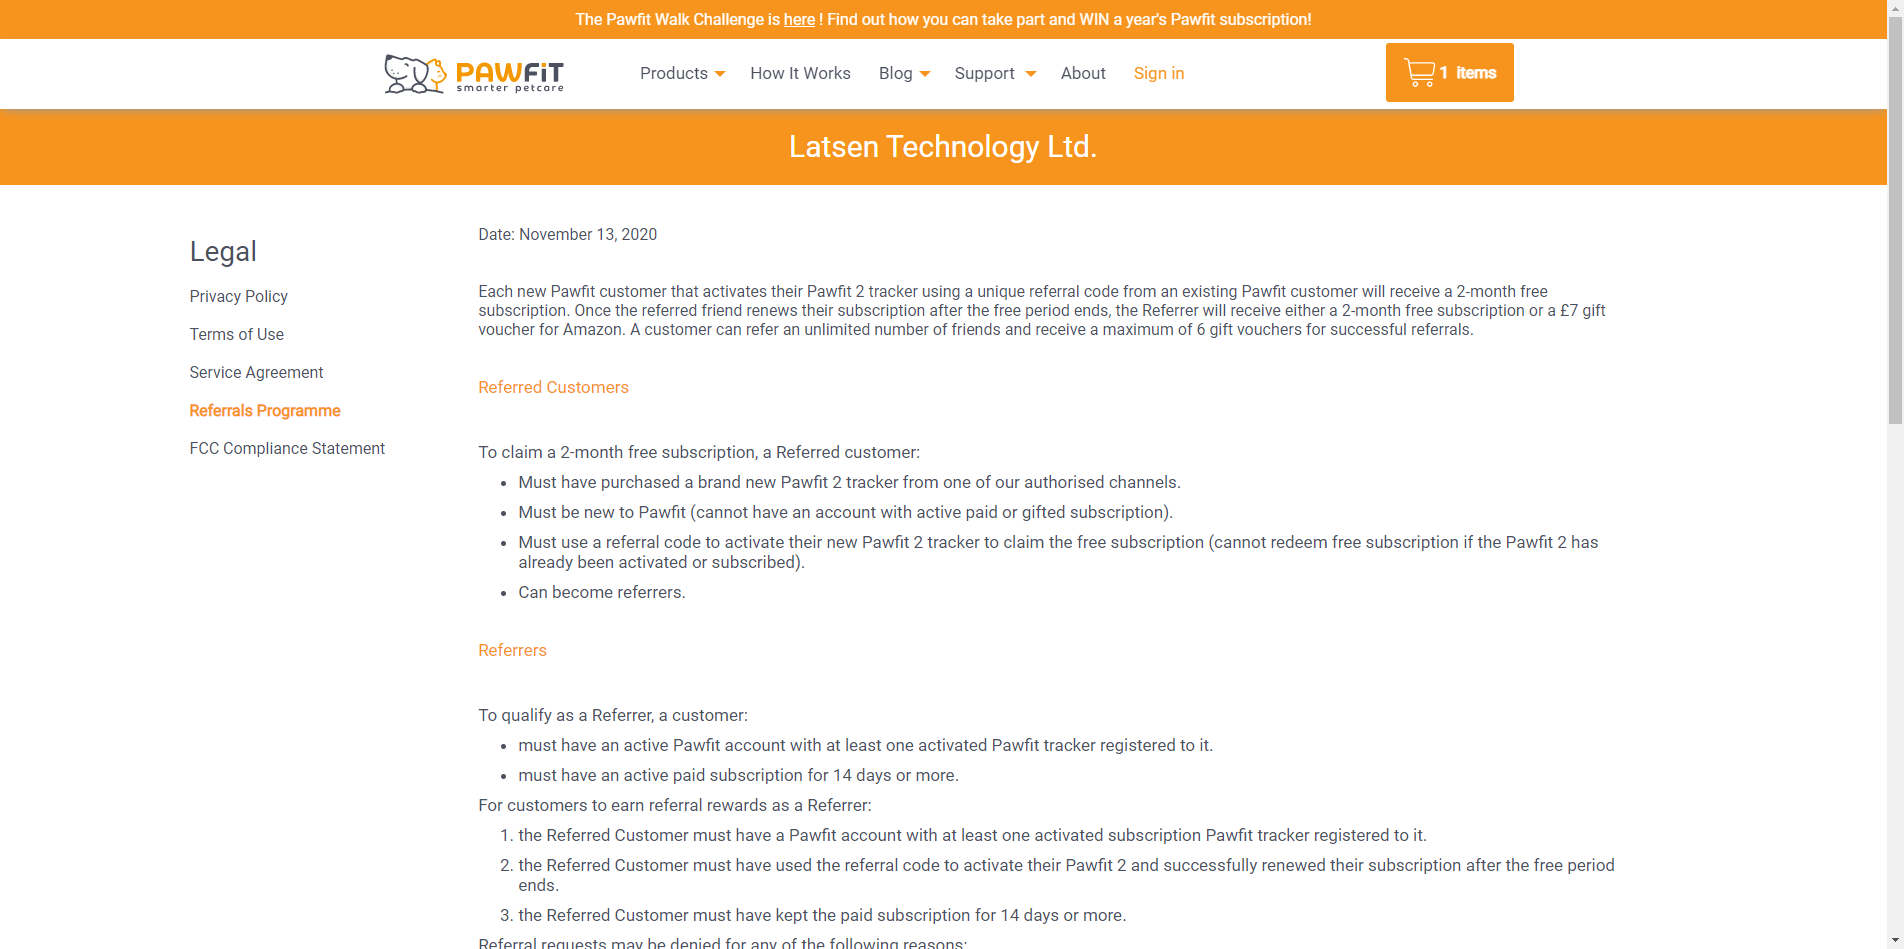 The Pawfit Walk Challenge is here ! Find out how you can take part and WIN a year's Pawfit subscription!
PAWFiT
smarter petcare
Products How It Works Blog Support About Sign in
1 items
Latsen Technology Ltd.
Legal
Privacy Policy
Terms of Use
Service Agreement
Referrals Programme
FCC Compliance Statement
Date: November 13, 2020
Each new Pawfit customer that activates their Pawfit 2 tracker using a unique referral code from an existing Pawfit customer will receive a 2-month free
subscription. Once the referred friend renews their subscription after the free period ends, the Referrer will receive either a 2-month free subscription or a £7 gift
voucher for Amazon. A customer can refer an unlimited number of friends and receive a maximum of 6 gift vouchers for successful referrals.
Referred Customers
To claim a 2-month free subscription, a Referred customer:
• Must have purchased a brand new Pawfit 2 tracker from one of our authorised channels.
• Must be new to Pawfit (cannot have an account with active paid or gifted subscription).
• Must use a referral code to activate their new Pawfit 2 tracker to claim the free subscription (cannot redeem free subscription if the Pawfit 2 has
already been activated or subscribed).
• Can become referrers.
Referrers
To qualify as a Referrer, a customer:
• must have an active Pawfit account with at least one activated Pawfit tracker registered to it.
• must have an active paid subscription for 14 days or more.
For customers to earn referral rewards as a Referrer:
1. the Referred Customer must have a Pawfit account with at least one activated subscription Pawfit tracker registered to it.
2. the Referred Customer must have used the referral code to activate their Pawfit 2 and successfully renewed their subscription after the free period
ends.
3. the Referred Customer must have kept the paid subscription for 14 days or more.
Referral requests may be denied for any of the following reasons: